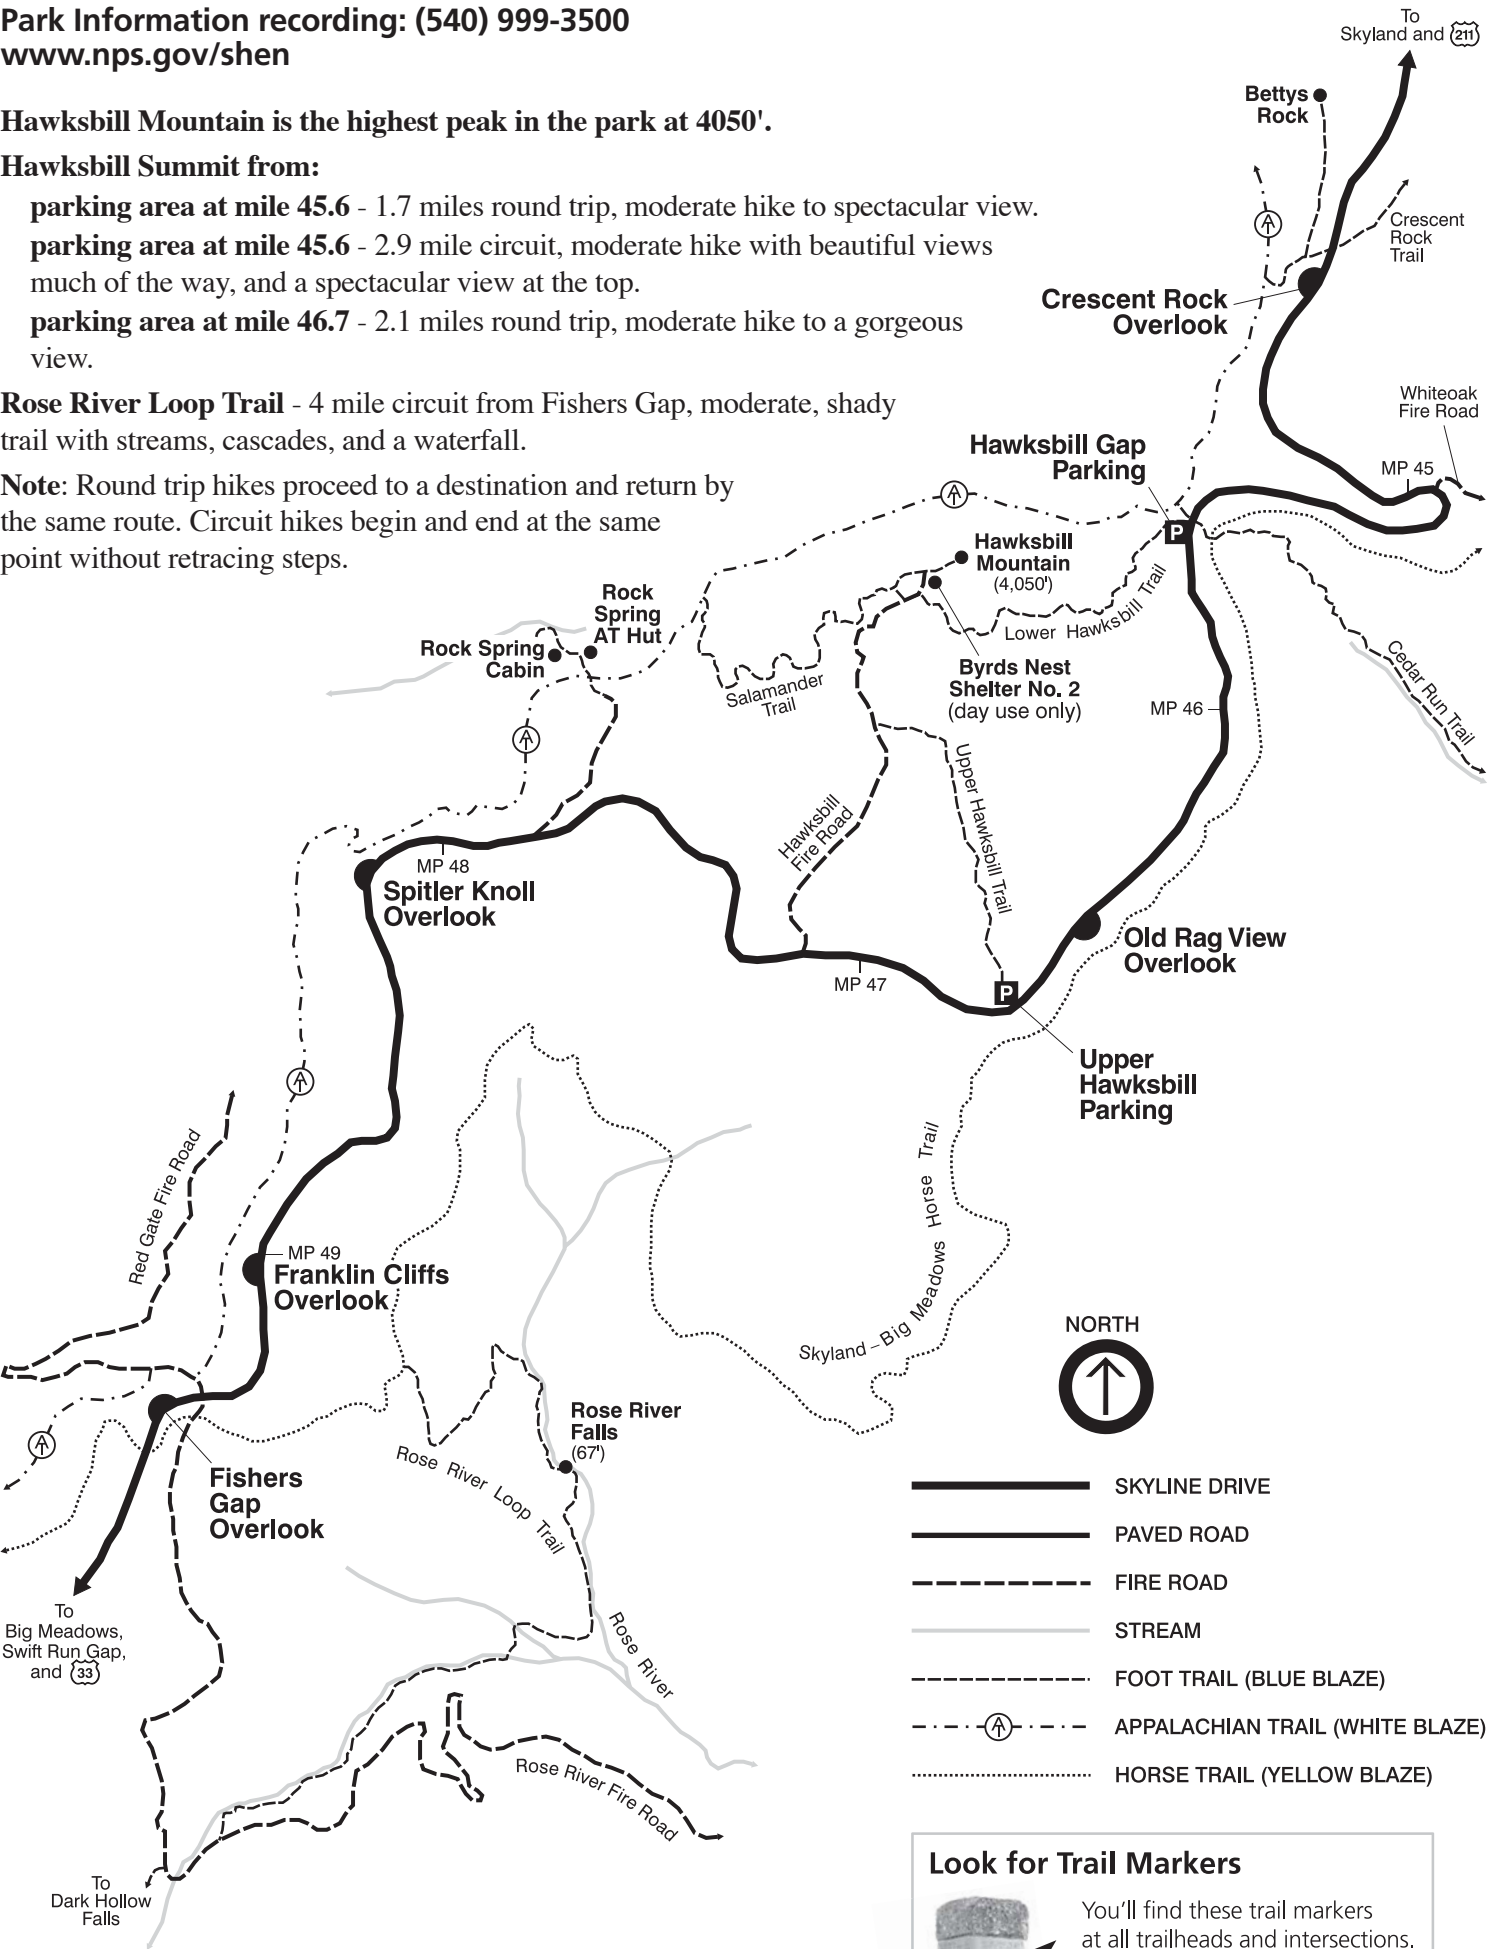 Park Information recording: (540) 999-3500
www.nps.gov/shen
Hawksbill Mountain is the highest peak in the park at 4050'.
Hawksbill Summit from:
parking area at mile 45.6 - 1.7 miles round trip, moderate hike to spectacular view.
parking area at mile 45.6 - 2.9 mile circuit, moderate hike with beautiful views
much of the way, and a spectacular view at the top.
parking area at mile 46.7 - 2.1 miles round trip, moderate hike to a gorgeous
view.
Rose River Loop Trail - 4 mile circuit from Fishers Gap, moderate, shady
trail with streams, cascades, and a waterfall.
Note: Round trip hikes proceed to a destination and return by
the same route. Circuit hikes begin and end at the same
point without retracing steps.
To
Skyland and 211
Bettys
Rock
Crescent
Rock
Trail
Crescent Rock
Overlook
Whiteoak
Fire Road
MP 45
Hawksbill Gap
Parking
P
Hawksbill
Mountain
(4,050')
Lower Hawksbill Trail
Rock
Spring
AT Hut
Rock Spring
Cabin
Byrds Nest
Shelter No. 2
(day use only)
Salamander
Trail
Cedar Run Trail
MP 46
Upper Hawksbill Trail
Hawksbill
Fire Road
MP 48
Spitler Knoll
Overlook
Old Rag View
Overlook
MP 47
P
Upper
Hawksbill
Parking
Red Gate Fire Road
Skyland – Big Meadows Horse Trail
MP 49
Franklin Cliffs
Overlook
NORTH
Rose River
Falls
(67')
Rose River Loop Trail
Fishers
Gap
Overlook
To
Big Meadows,
Swift Run Gap,
and 33
Rose River
Rose River Fire Road
To
Dark Hollow
Falls
SKYLINE DRIVE
PAVED ROAD
FIRE ROAD
STREAM
FOOT TRAIL (BLUE BLAZE)
APPALACHIAN TRAIL (WHITE BLAZE)
HORSE TRAIL (YELLOW BLAZE)
Look for Trail Markers
You'll find these trail markers
at all trailheads and intersections.